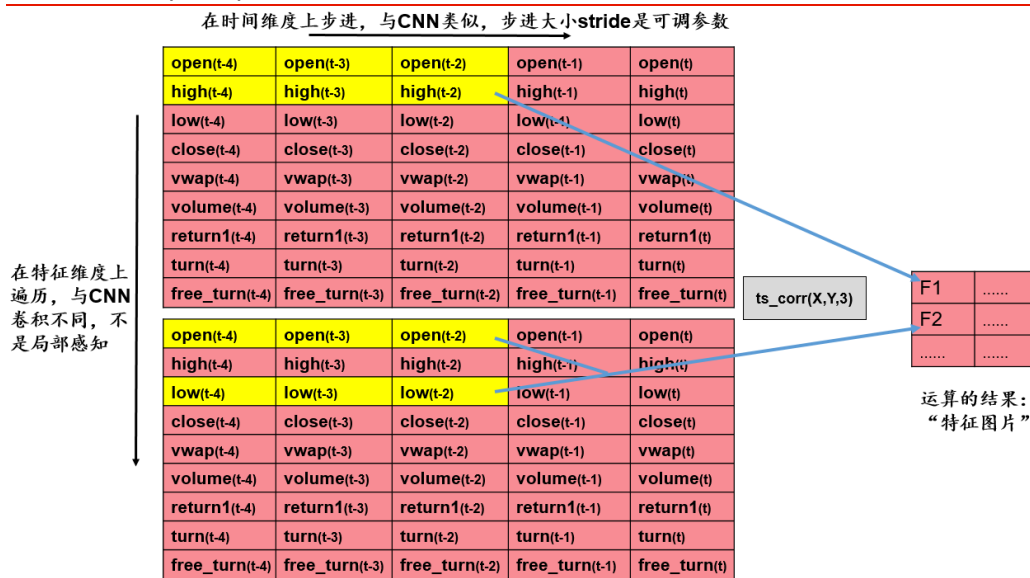 在时间维度上步进，与CNN类似，步进大小stride是可调参数
open(t-4) open(t-3) open(t-2) open(t-1) open(t)
high(t-4) high(t-3) high(t-2) high(t-1) high(t)
low(t-4) low(t-3) low(t-2) low(t-1) low(t)
close(t-4) close(t-3) close(t-2) close(t-1) close(t)
vwap(t-4) vwap(t-3) vwap(t-2) vwap(t-1) vwap(t)
volume(t-4) volume(t-3) volume(t-2) volume(t-1) volume(t)
return1(t-4) return1(t-3) return1(t-2) return1(t-1) return1(t)
turn(t-4) turn(t-3) turn(t-2) turn(t-1) turn(t)
free_turn(t-4) free_turn(t-3) free_turn(t-2) free_turn(t-1) free_turn(t)
在特征维度上
遍历，与CNN
卷积不同，不
是局部感知
open(t-4) open(t-3) open(t-2) open(t-1) open(t)
high(t-4) high(t-3) high(t-2) high(t-1) high(t)
low(t-4) low(t-3) low(t-2) low(t-1) low(t)
close(t-4) close(t-3) close(t-2) close(t-1) close(t)
vwap(t-4) vwap(t-3) vwap(t-2) vwap(t-1) vwap(t)
volume(t-4) volume(t-3) volume(t-2) volume(t-1) volume(t)
return1(t-4) return1(t-3) return1(t-2) return1(t-1) return1(t)
turn(t-4) turn(t-3) turn(t-2) turn(t-1) turn(t)
free_turn(t-4) free_turn(t-3) free_turn(t-2) free_turn(t-1) free_turn(t)
ts_corr(X,Y,3)
F1 ......
F2 ......
...... ......
运算的结果：
“特征图片”